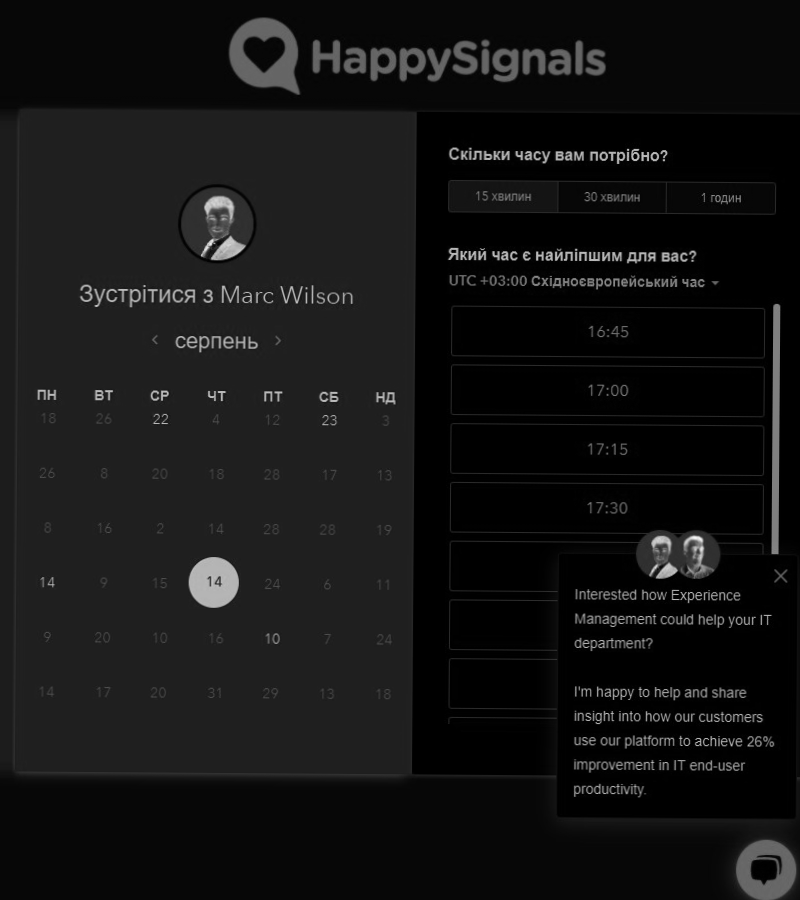 HappySignals
Зустрітися з Marc Wilson
серпень
ПН ВТ СР ЧТ ПТ СБ НД
18 26 22 4 12 23 3
26 8 20 18 28 17 13
8 16 2 14 28 28 19
14 9 15 14 24 6 11
9 20 10 16 10 7 24
14 17 20 31 29 13 18
Скільки часу вам потрібно?
15 хвилин 30 хвилин 1 годин
Який час є найліпшим для вас?
UTC +03:00 Східноєвропейський час
16:45
17:00
17:15
17:30
Interested how Experience
Management could help your IT
department?
I'm happy to help and share
insight into how our customers
use our platform to achieve 26%
improvement in IT end-user
productivity.